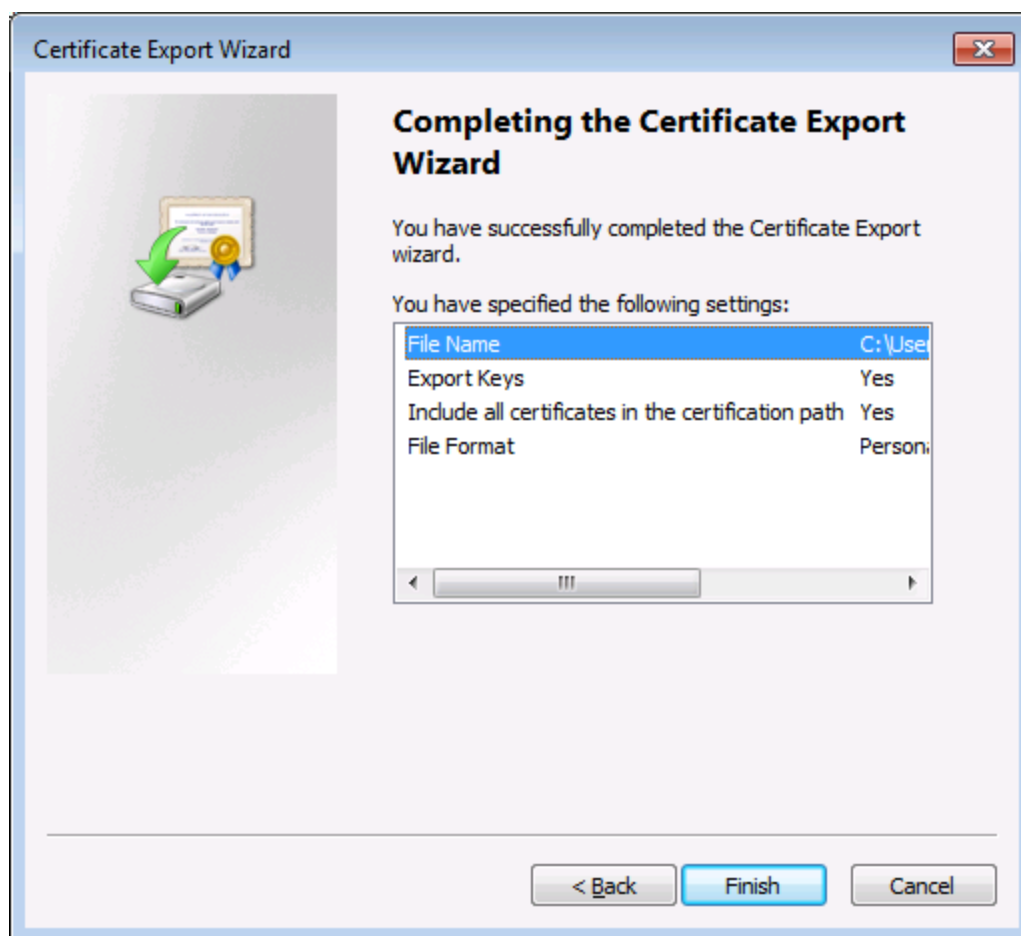 Certificate Export Wizard
Completing the Certificate Export
Wizard
You have successfully completed the Certificate Export
wizard.
You have specified the following settings:
File Name C:\User
Export Keys Yes
Include all certificates in the certification path Yes
File Format Persona
< Back Finish Cancel